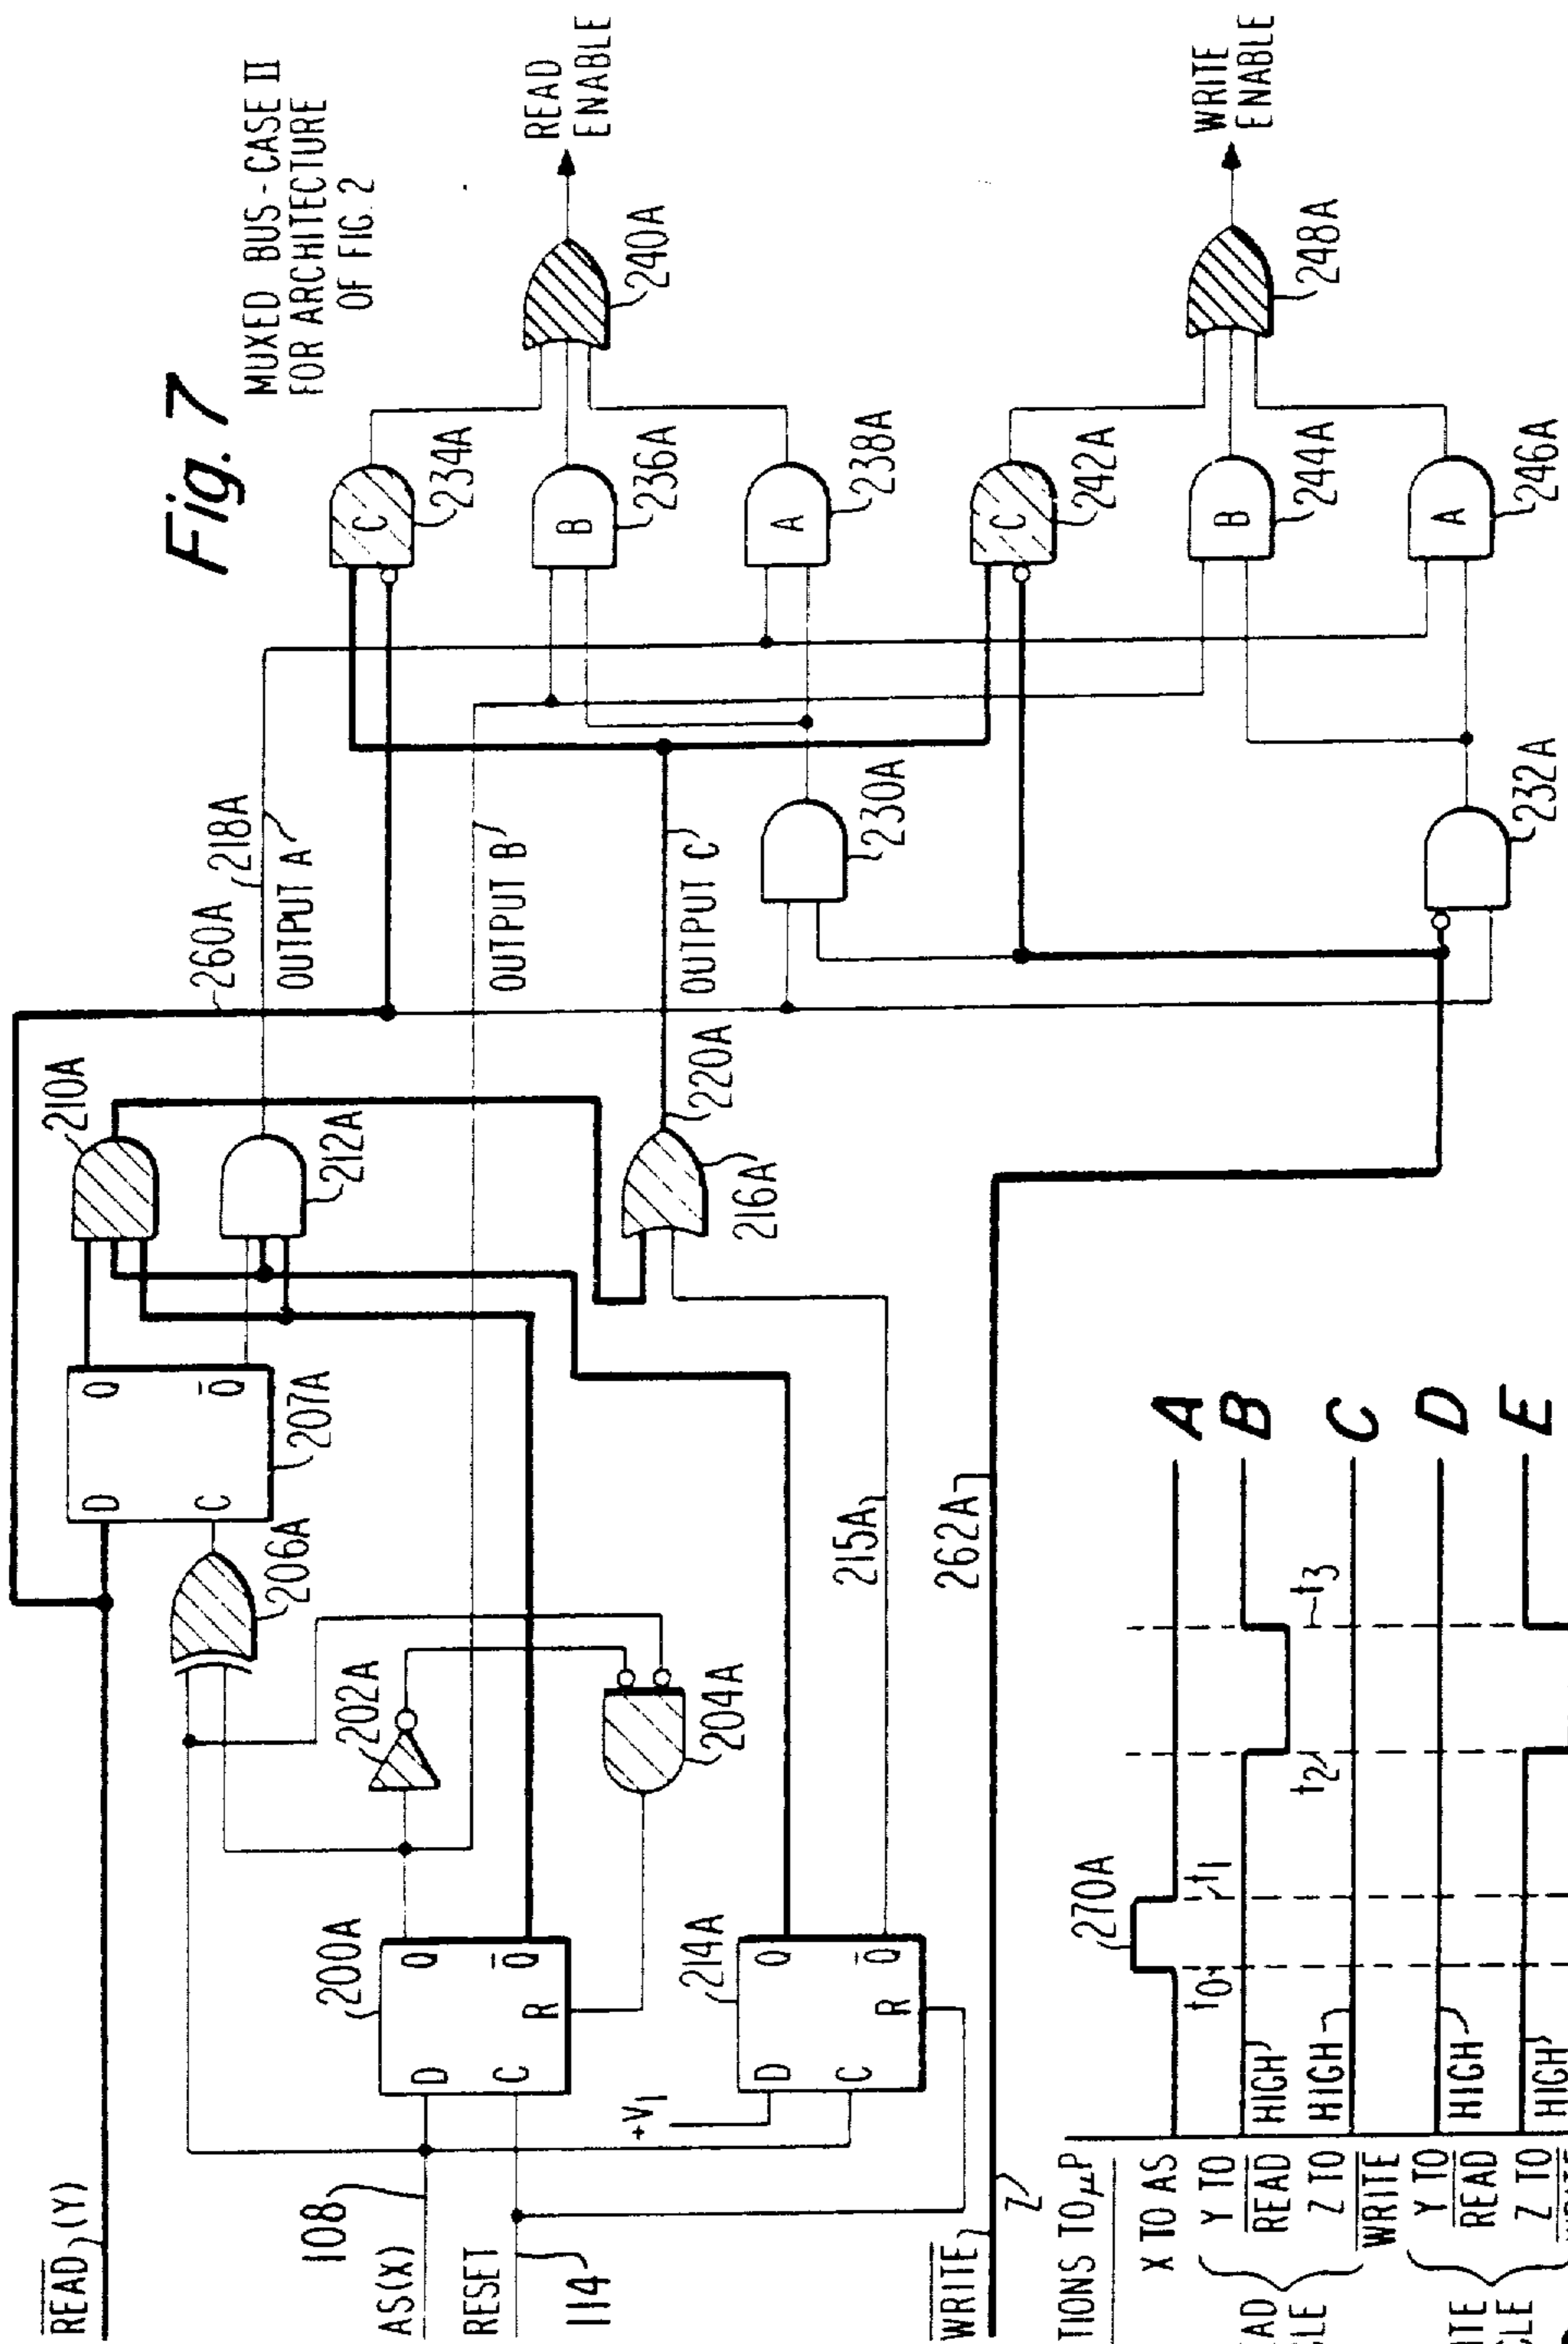 Fig. 7
MUXED BUS-CASE II
FOR ARCHITECTURE
OF FIG. 2
READ (Y)
108
AS(X)
RESET
114
WRITE
Z
D
C
Q
Q̅
207A
206A
202A
204A
200A
D
C
Q
Q̅
R
214A
D
C
Q
Q̅
R
+V₁
215A
262A
210A
212A
216A
220A
260A
218A
OUTPUT A
OUTPUT B
OUTPUT C
230A
232A
C
234A
B
236A
A
238A
240A
READ
ENABLE
C
242A
B
244A
A
246A
248A
WRITE
ENABLE
TIONS TO μP
X TO AS
Y TO
READ
Z TO
WRITE
Y TO
READ
Z TO
HIGH
HIGH
HIGH
HIGH
270A
t₀
t₁
t₂
t₃
A
B
C
D
E